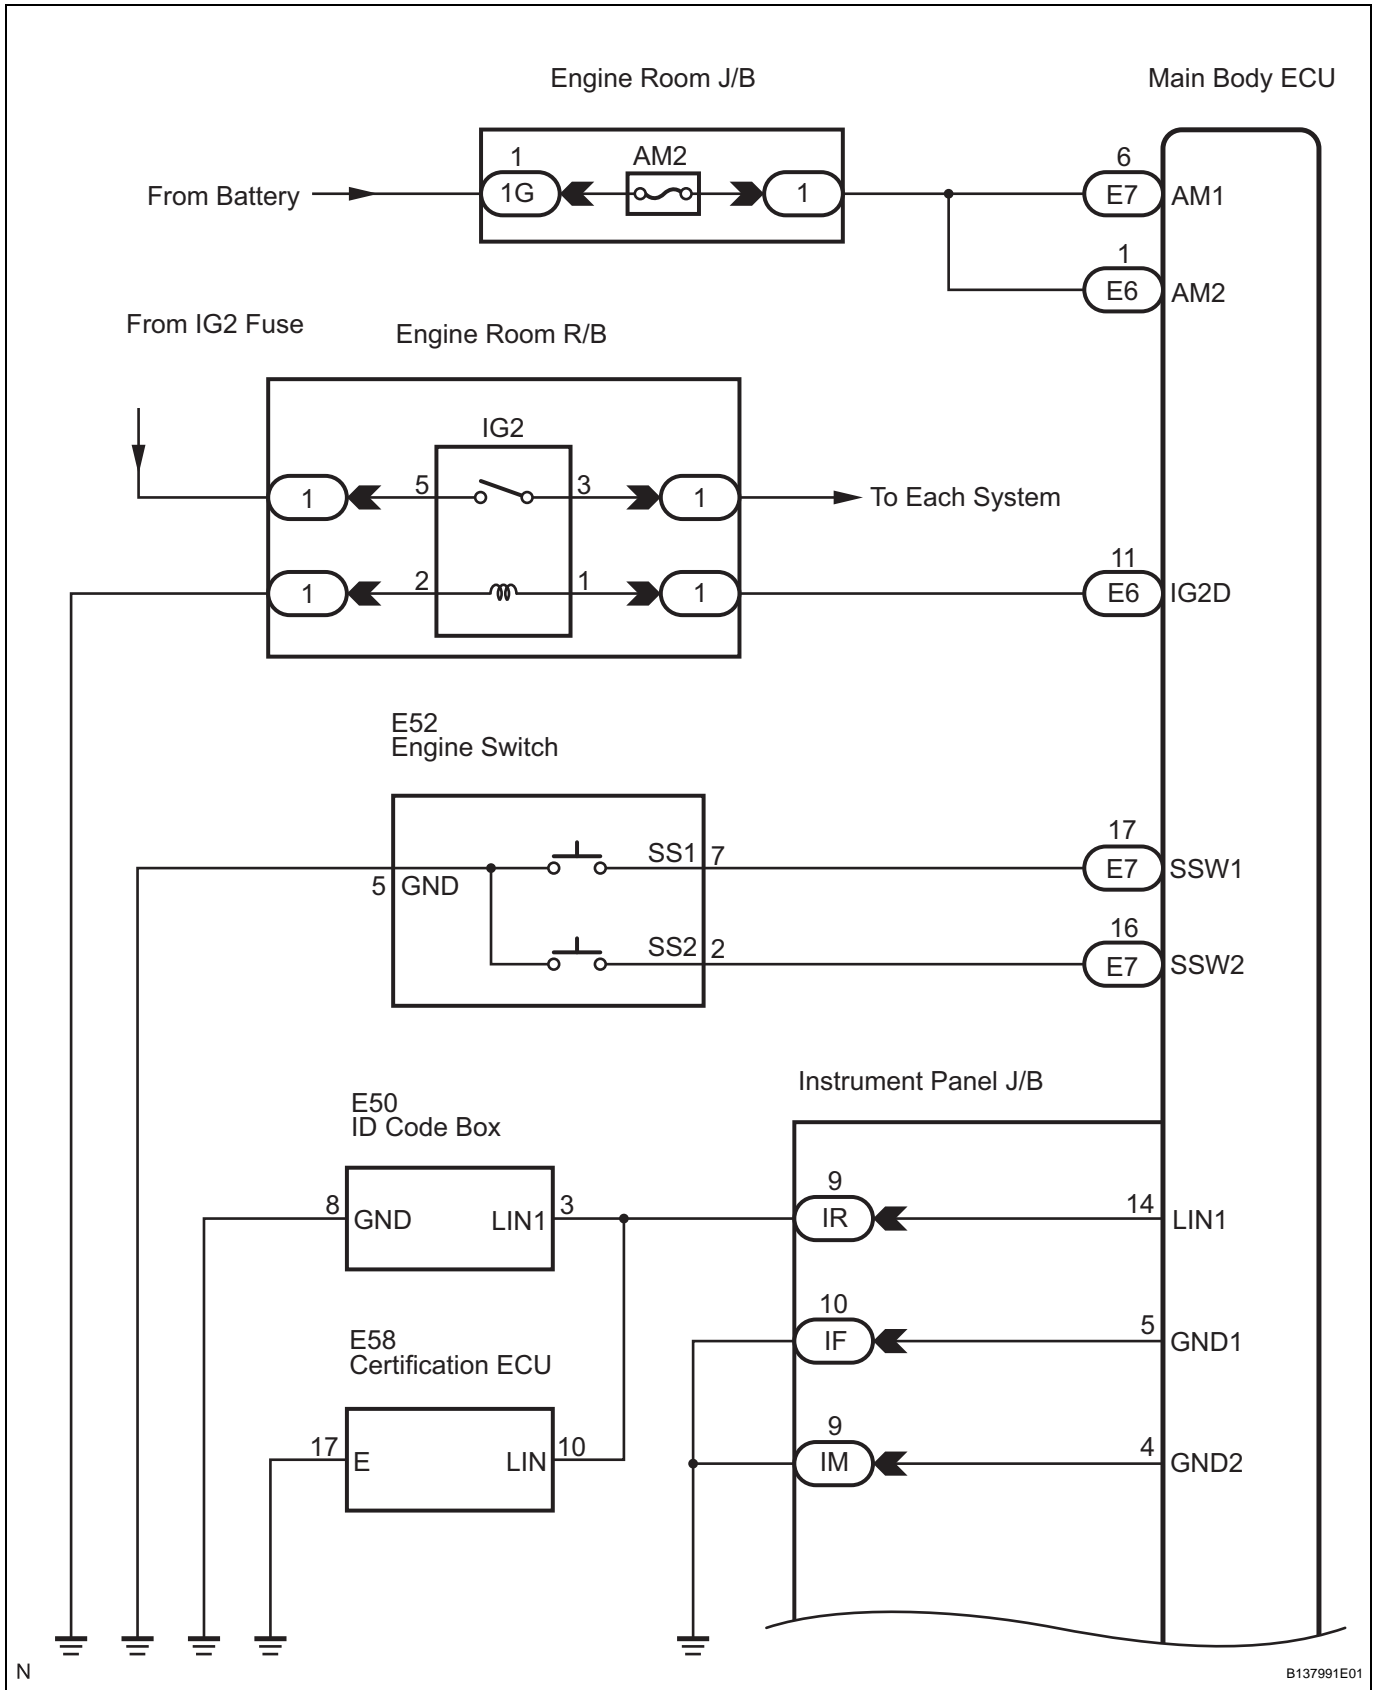 Engine Room J/B
Main Body ECU
1
AM2
6
From Battery
1G
1
E7
AM1
1
E6
AM2
From IG2 Fuse
Engine Room R/B
IG2
1
5
3
1
To Each System
11
1
2
1
1
E6
IG2D
E52
Engine Switch
17
SS1
7
E7
SSW1
5
GND
16
SS2
2
E7
SSW2
Instrument Panel J/B
E50
ID Code Box
9
8
GND
LIN1
3
IR
14
LIN1
10
IF
5
GND1
E58
Certification ECU
9
17
E
LIN
10
IM
4
GND2
N
B137991E01